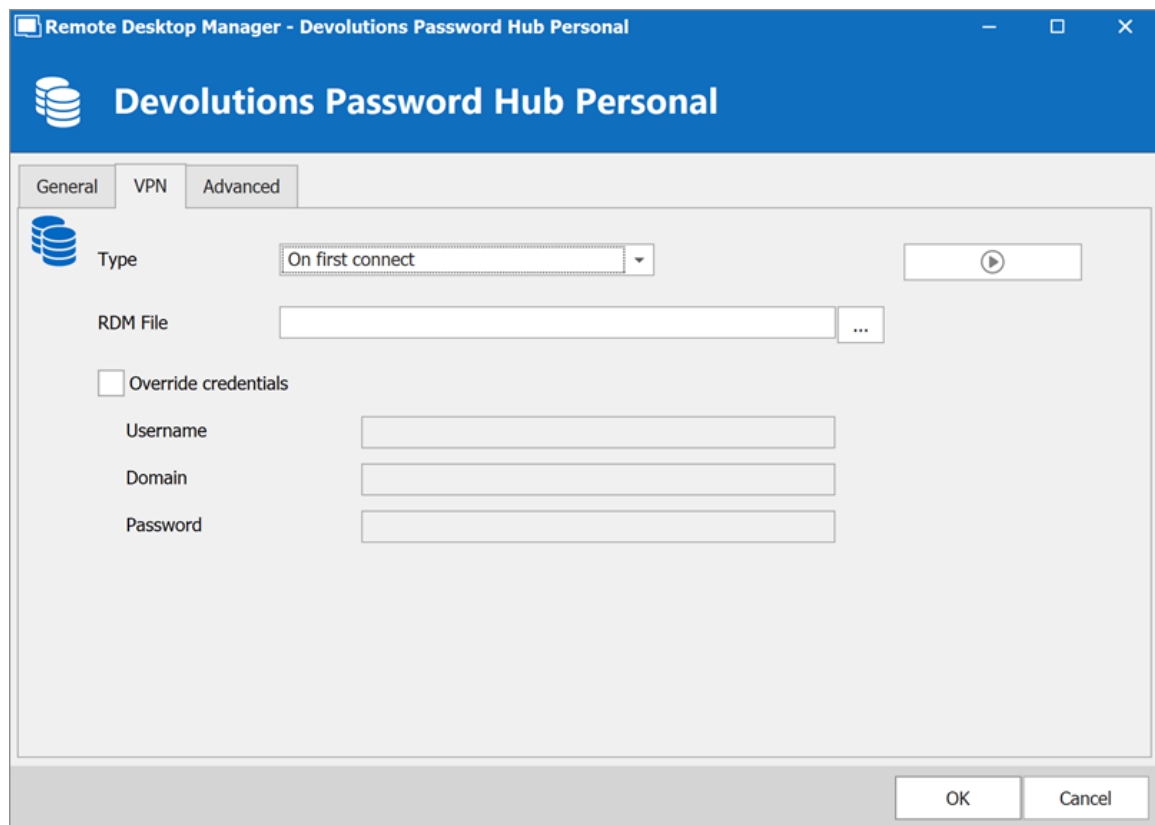 Remote Desktop Manager - Devolutions Password Hub Personal
Devolutions Password Hub Personal
General VPN Advanced
Type On first connect
RDM File ...
Override credentials
Username
Domain
Password
OK Cancel